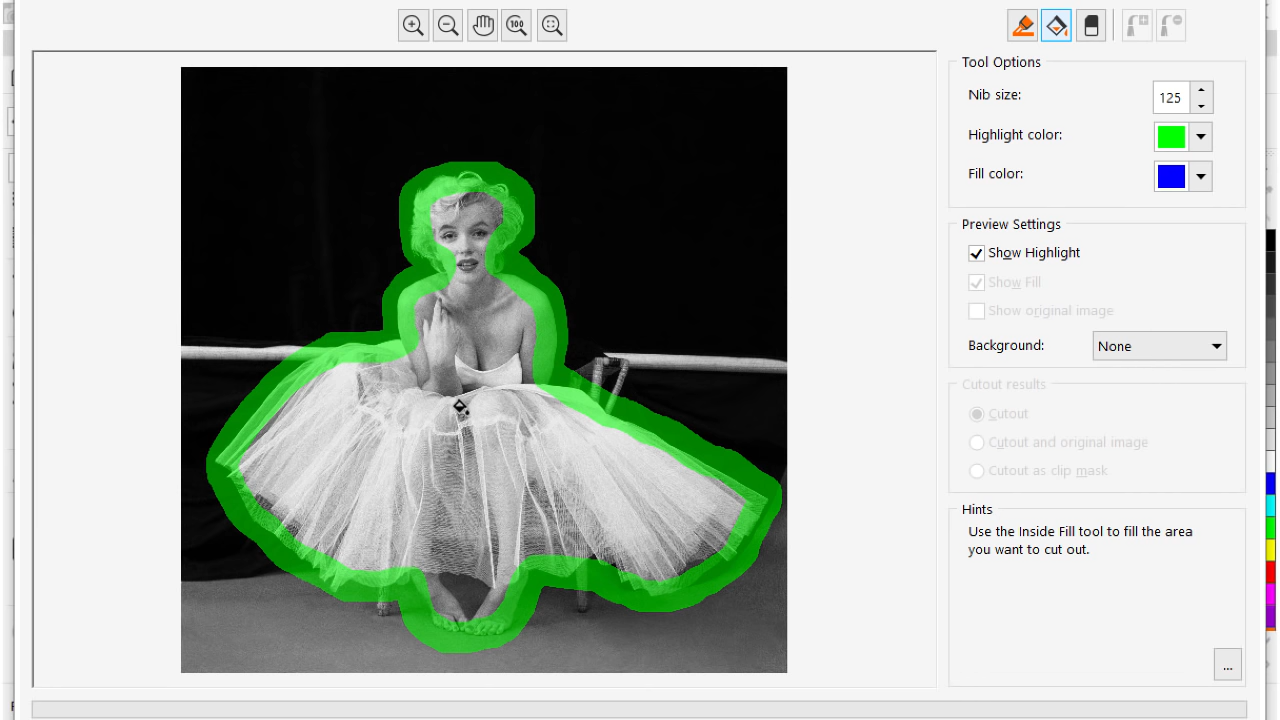 100
Tool Options
Nib size:
125
Highlight color:
Fill color:
Preview Settings
Show Highlight
Show Fill
Show original image
Background:
None
Cutout results
Cutout
Cutout and original image
Cutout as clip mask
Hints
Use the Inside Fill tool to fill the area
you want to cut out.
...